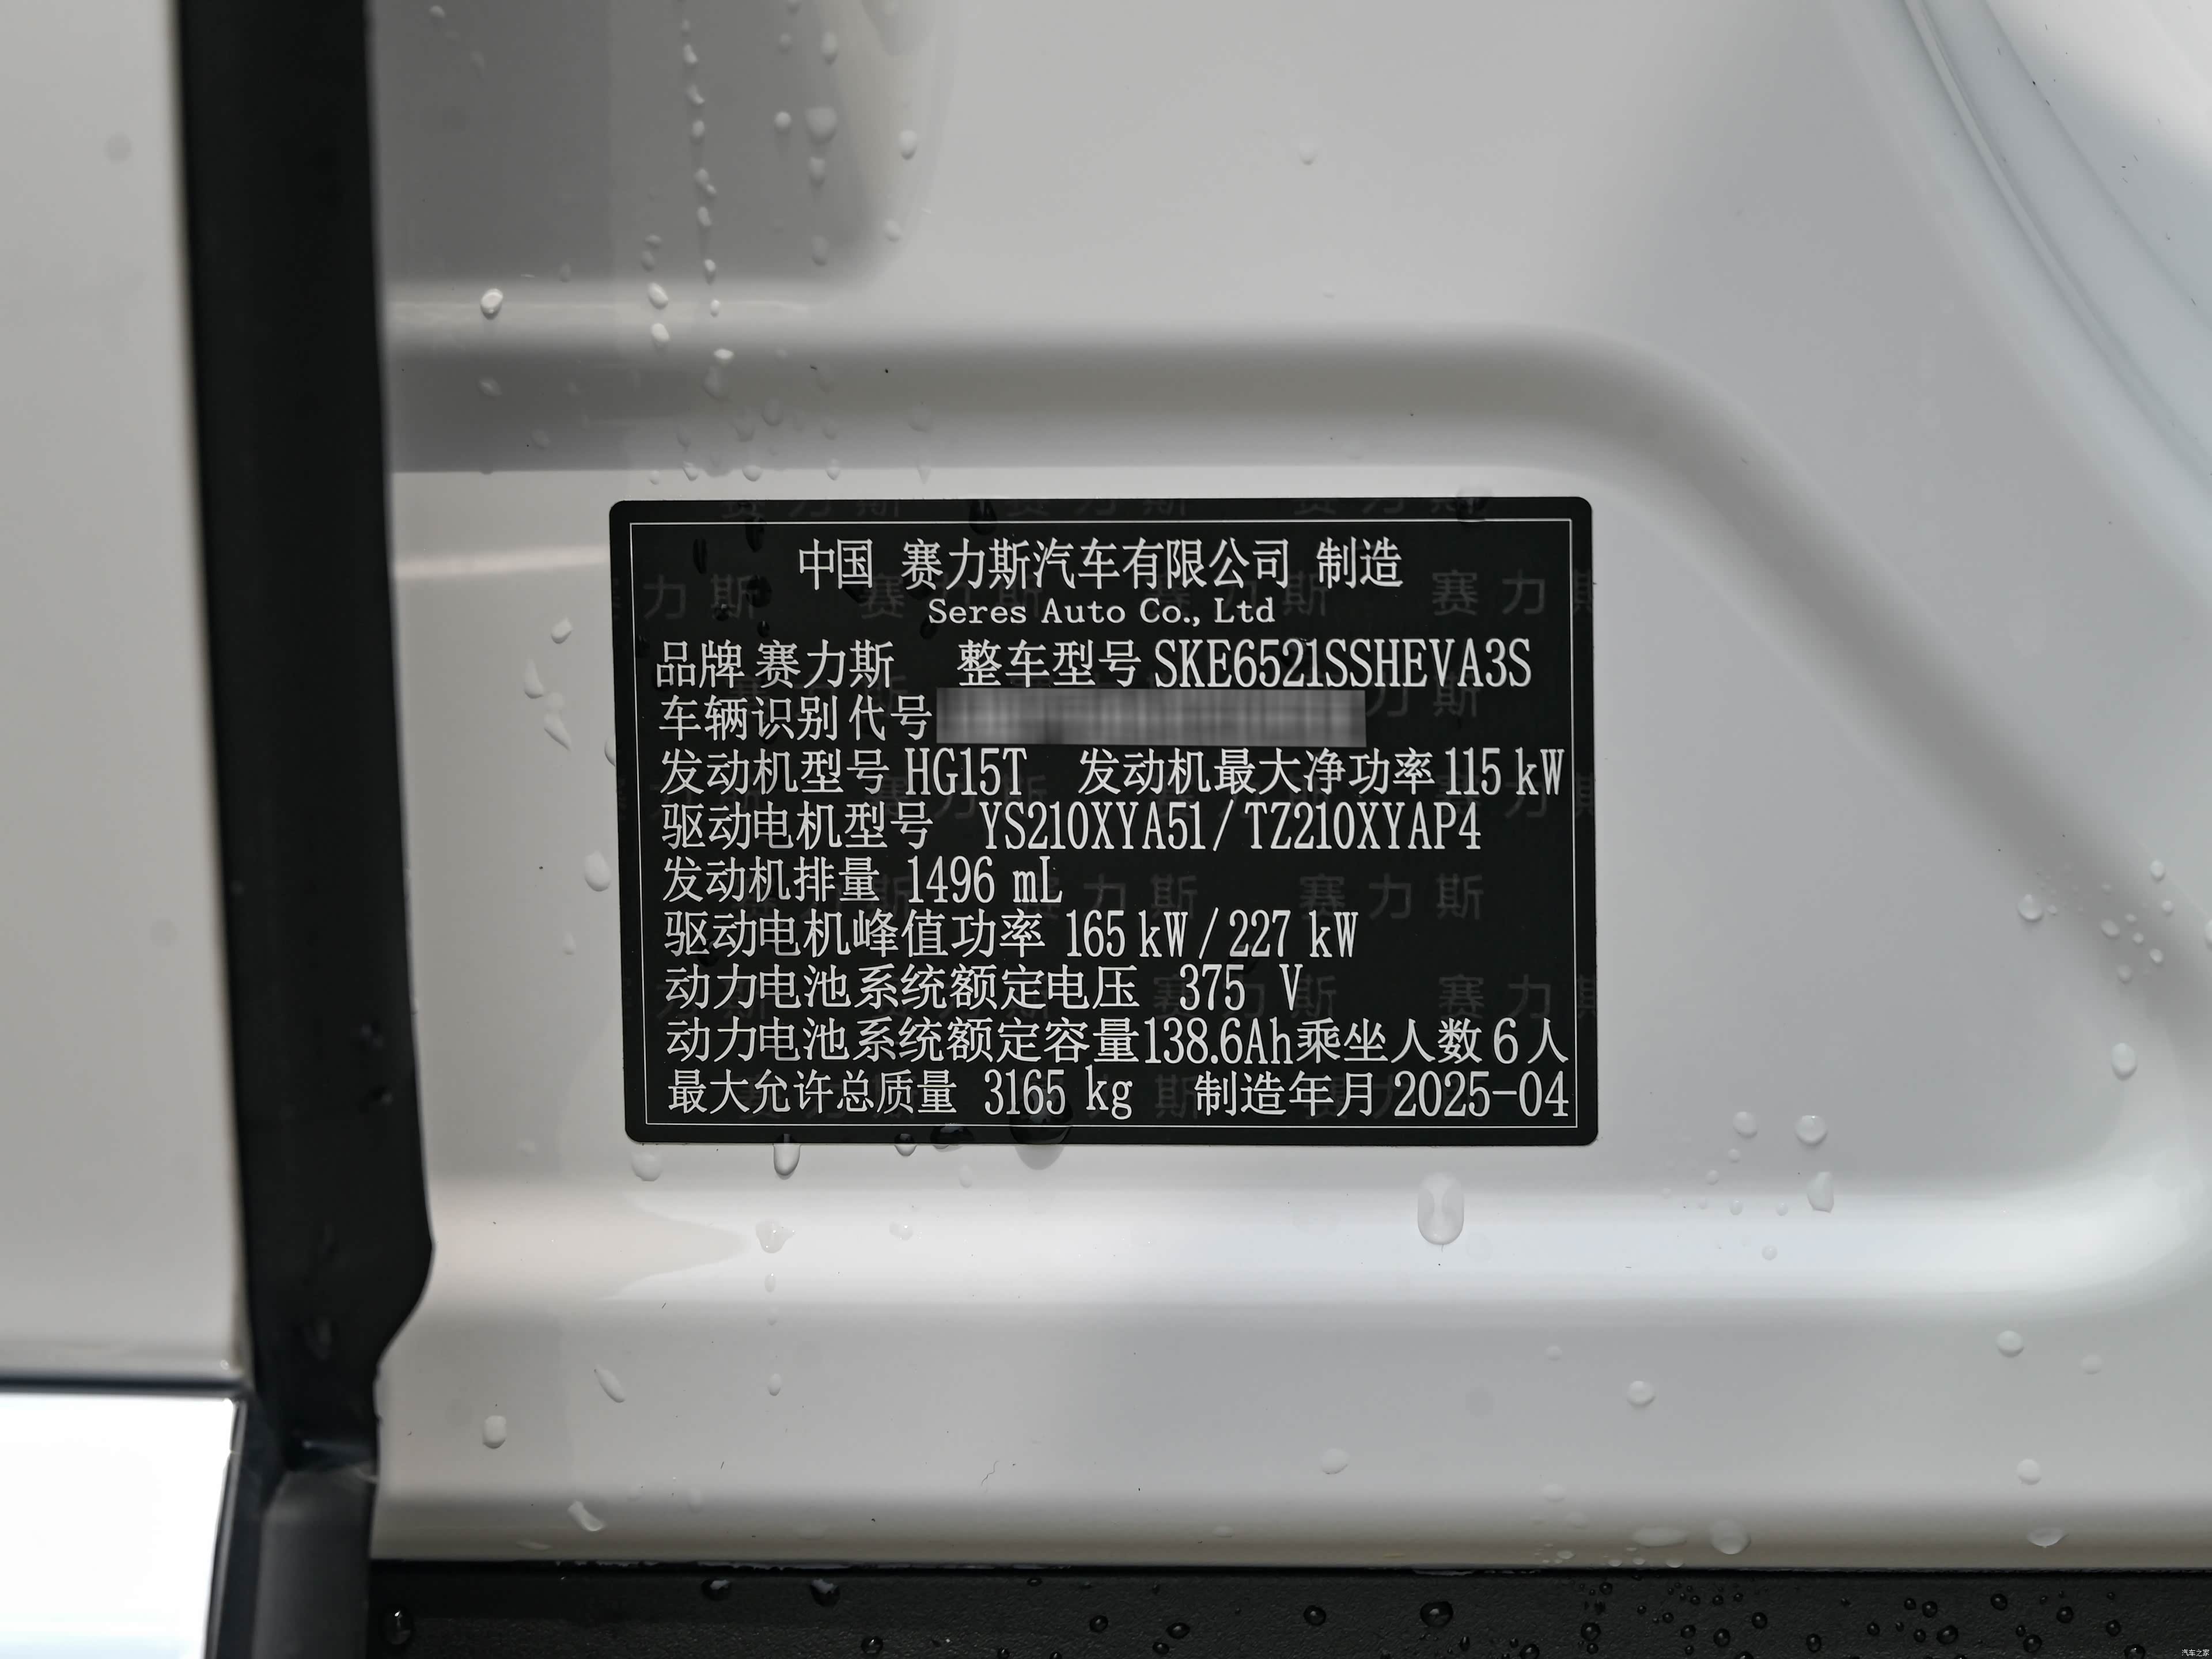 中国 赛力斯汽车有限公司 制造
Seres Auto Co., Ltd
品牌 赛力斯 整车型号 SKE6521SSHEVA3S
车辆识别代号
发动机型号 HG15T 发动机最大净功率 115 kW
驱动电机型号 YS210XYA51 / TZ210XYAP4
发动机排量 1496 mL
驱动电机峰值功率 165 kW / 227 kW
动力电池系统额定电压 375 V
动力电池系统额定容量 138.6Ah 乘坐人数 6 人
最大允许总质量 3165 kg 制造年月 2025-04
汽车之家